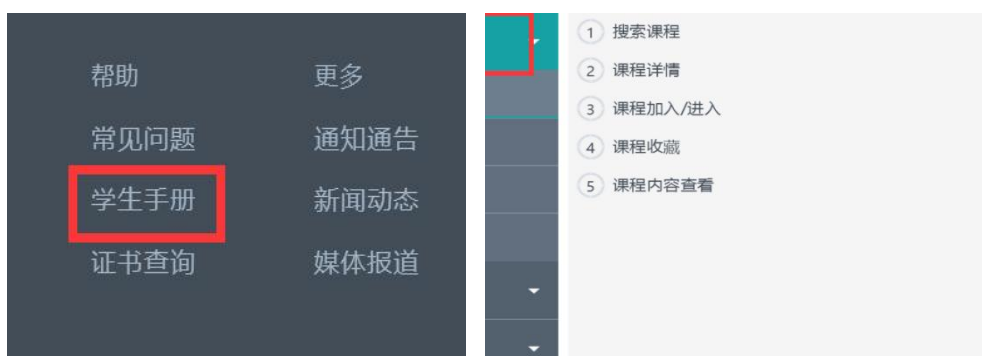 帮助 更多
常见问题 通知通告
学生手册 新闻动态
证书查询 媒体报道
1 搜索课程
2 课程详情
3 课程加入/进入
4 课程收藏
5 课程内容查看